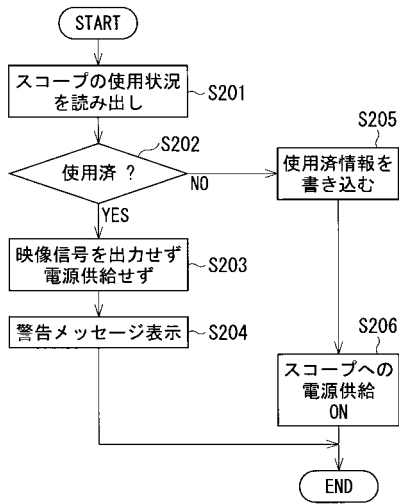 START
スコープの使用状況
を読み出し
S201
S202
使用済 ?
YES
NO
S205
使用済情報を
書き込む
映像信号を出力せず
電源供給せず
S203
警告メッセージ表示
S204
S206
スコープへの
電源供給
ON
END